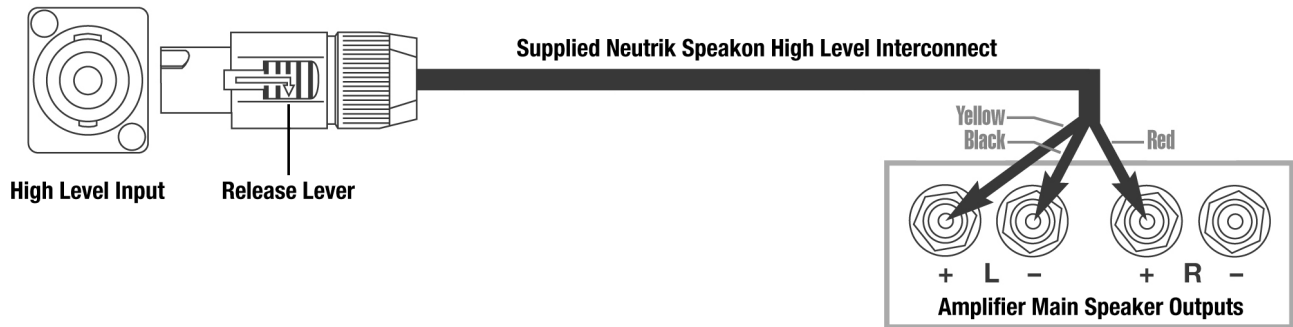 Supplied Neutrik Speakon High Level Interconnect
Yellow
Black
Red
High Level Input
Release Lever
+ L - + R -
Amplifier Main Speaker Outputs